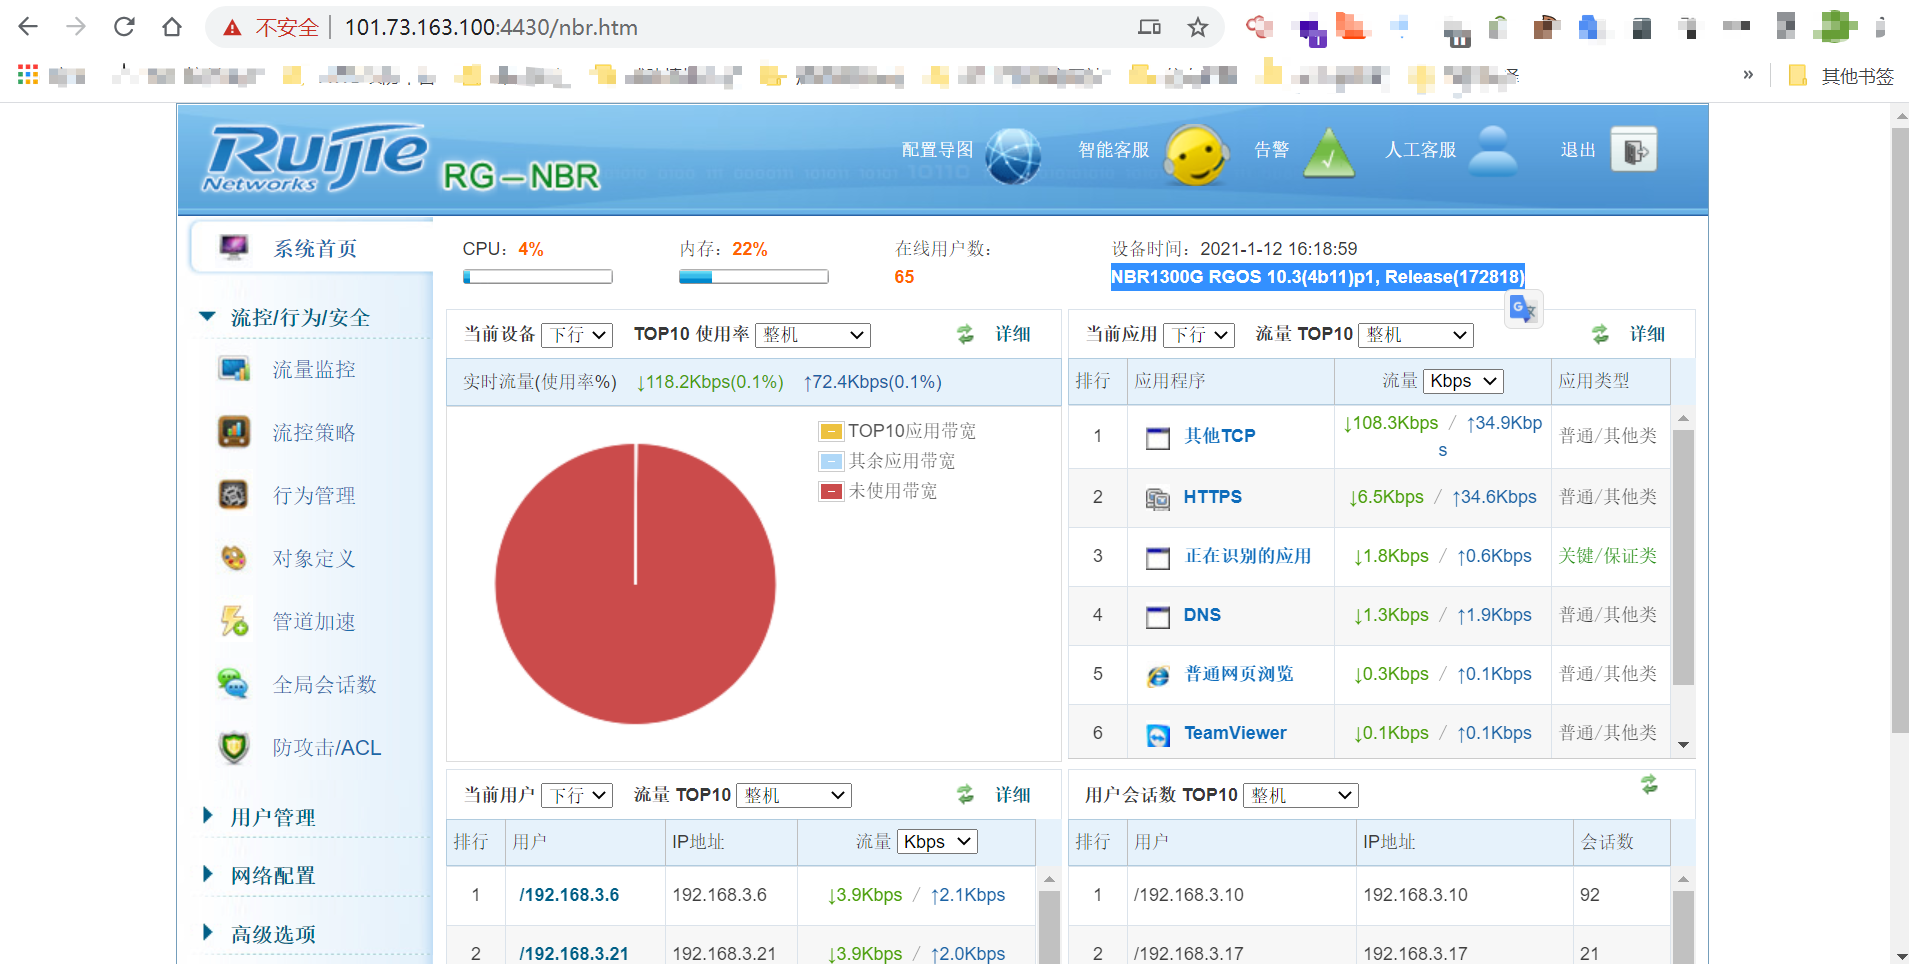 不安全 101.73.163.100:4430/nbr.htm
» 其他书签
Ruijie Networks RG-NBR
配置导图 智能客服 告警 人工客服 退出
系统首页
流控/行为/安全
流量监控
流控策略
行为管理
对象定义
管道加速
全局会话数
防攻击/ACL
用户管理
网络配置
高级选项
CPU：4% 内存：22% 在线用户数： 设备时间：2021-1-12 16:18:59
65 NBR1300G RGOS 10.3(4b11)p1, Release(172818)
当前设备 下行 TOP10 使用率 整机 详细
实时流量(使用率%) ↓118.2Kbps(0.1%) ↑72.4Kbps(0.1%)
TOP10应用带宽
其余应用带宽
未使用带宽
当前应用 下行 流量 TOP10 整机 详细
排行 应用程序 流量 Kbps 应用类型
1 其他TCP ↓108.3Kbps / ↑34.9Kbp
s 普通/其他类
2 HTTPS ↓6.5Kbps / ↑34.6Kbps 普通/其他类
3 正在识别的应用 ↓1.8Kbps / ↑0.6Kbps 关键/保证类
4 DNS ↓1.3Kbps / ↑1.9Kbps 普通/其他类
5 普通网页浏览 ↓0.3Kbps / ↑0.1Kbps 普通/其他类
6 TeamViewer ↓0.1Kbps / ↑0.1Kbps 普通/其他类
当前用户 下行 流量 TOP10 整机 详细
排行 用户 IP地址 流量 Kbps
1 /192.168.3.6 192.168.3.6 ↓3.9Kbps / ↑2.1Kbps
2 /192.168.3.21 192.168.3.21 ↓3.9Kbps / ↑2.0Kbps
用户会话数 TOP10 整机
排行 用户 IP地址 会话数
1 /192.168.3.10 192.168.3.10 92
2 /192.168.3.17 192.168.3.17 21